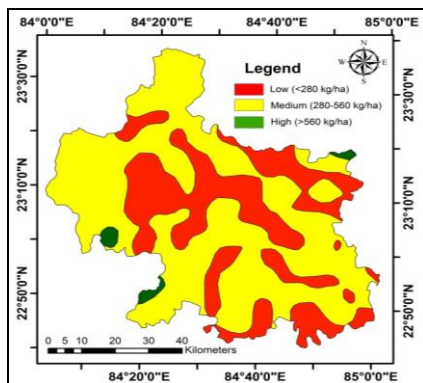 84°0'0"E 84°20'0"E 84°40'0"E 85°0'0"E
N
W E
S
Legend
Low (<280 kg/ha)
Medium (280-560 kg/ha)
High (>560 kg/ha)
23°30'0"N
23°30'0"N
23°10'0"N
23°10'0"N
22°50'0"N
22°50'0"N
0 5 10 20 30 40
Kilometers
84°20'0"E 84°40'0"E 85°0'0"E